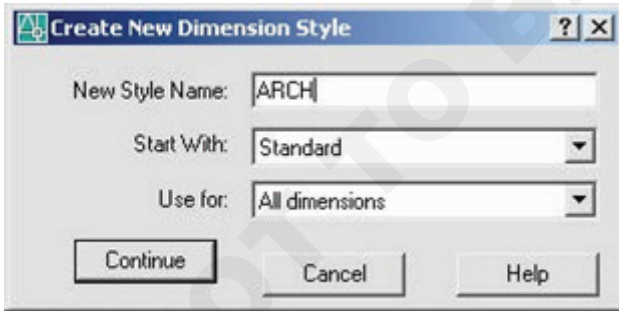 Create New Dimension Style
New Style Name: ARCH
Start With: Standard
Use for: All dimensions
Continue Cancel Help